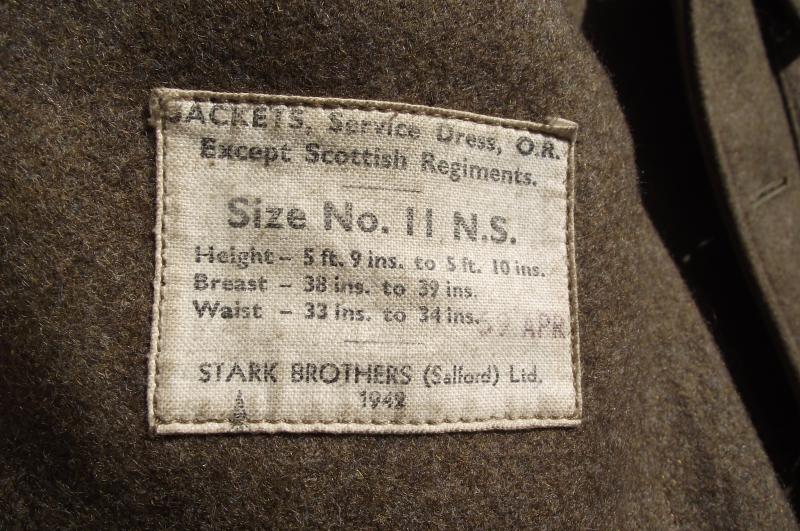 JACKETS, Service Dress, O.R.
Except Scottish Regiments.
Size No. 11 N.S.
Height - 5 ft. 9 ins. to 5 ft. 10 ins.
Breast - 38 ins. to 39 ins.
Waist - 33 ins. to 34 ins.
APR
STARK BROTHERS (Salford) Ltd.
1942